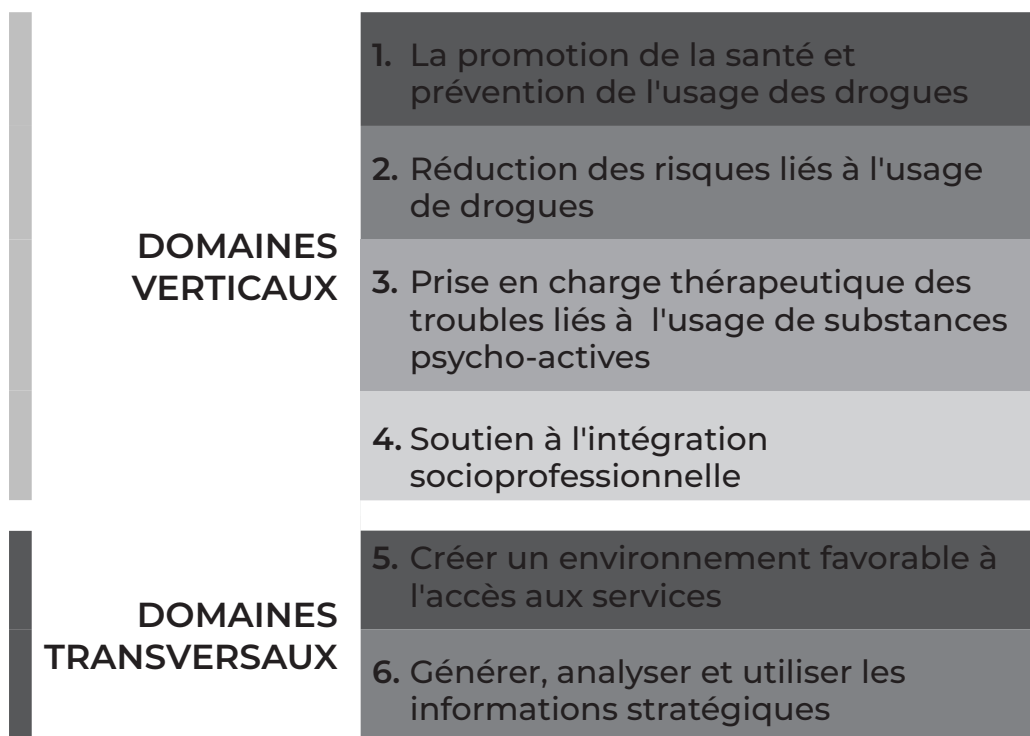 DOMAINES
VERTICAUX
1. La promotion de la santé et
prévention de l'usage des drogues
2. Réduction des risques liés à l'usage
de drogues
3. Prise en charge thérapeutique des
troubles liés à  l'usage de substances
psycho-actives
4. Soutien à l'intégration
socioprofessionnelle
DOMAINES
TRANSVERSAUX
5. Créer un environnement favorable à
l'accès aux services
6. Générer, analyser et utiliser les
informations stratégiques